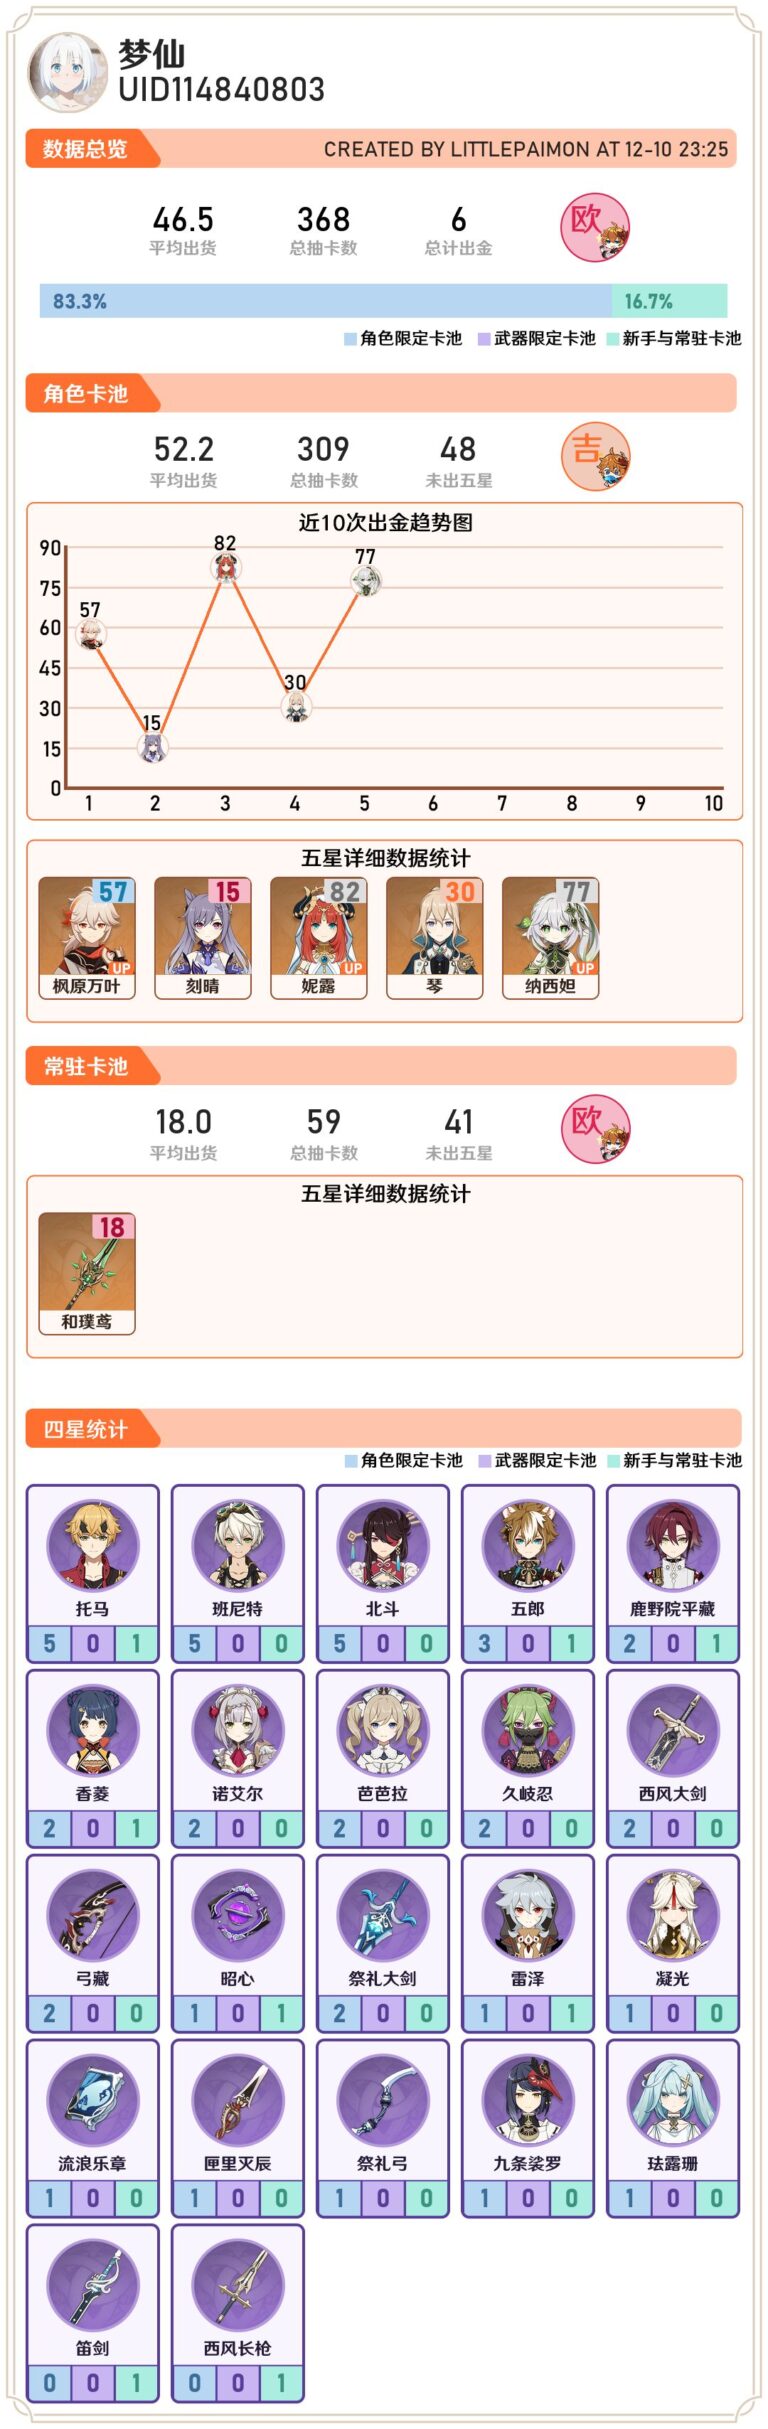 梦仙
UID114840803
数据总览 CREATED BY LITTLEPAIMON AT 12-10 23:25
46.5 368 6 欧
平均出货 总抽卡数 总计出金
83.3% 16.7%
角色限定卡池 武器限定卡池 新手与常驻卡池
角色卡池
52.2 309 48 吉
平均出货 总抽卡数 未出五星
近10次出金趋势图
90
82
77
75
60
57
45
30
30
15
15
0
1 2 3 4 5 6 7 8 9 10
五星详细数据统计
57 15 82 30 77
UP UP UP
枫原万叶 刻晴 妮露 琴 纳西妲
常驻卡池
18.0 59 41 欧
平均出货 总抽卡数 未出五星
五星详细数据统计
18
和璞鸢
四星统计
角色限定卡池 武器限定卡池 新手与常驻卡池
托马 班尼特 北斗 五郎 鹿野院平藏
5 0 1 5 0 0 5 0 0 3 0 1 2 0 1
香菱 诺艾尔 芭芭拉 久岐忍 西风大剑
2 0 1 2 0 0 2 0 0 2 0 0 2 0 0
弓藏 昭心 祭礼大剑 雷泽 凝光
2 0 0 1 0 1 2 0 0 1 0 1 1 0 0
流浪乐章 匣里灭辰 祭礼弓 九条裟罗 珐露珊
1 0 0 1 0 0 1 0 0 1 0 0 1 0 0
笛剑 西风长枪
0 0 1 0 0 1